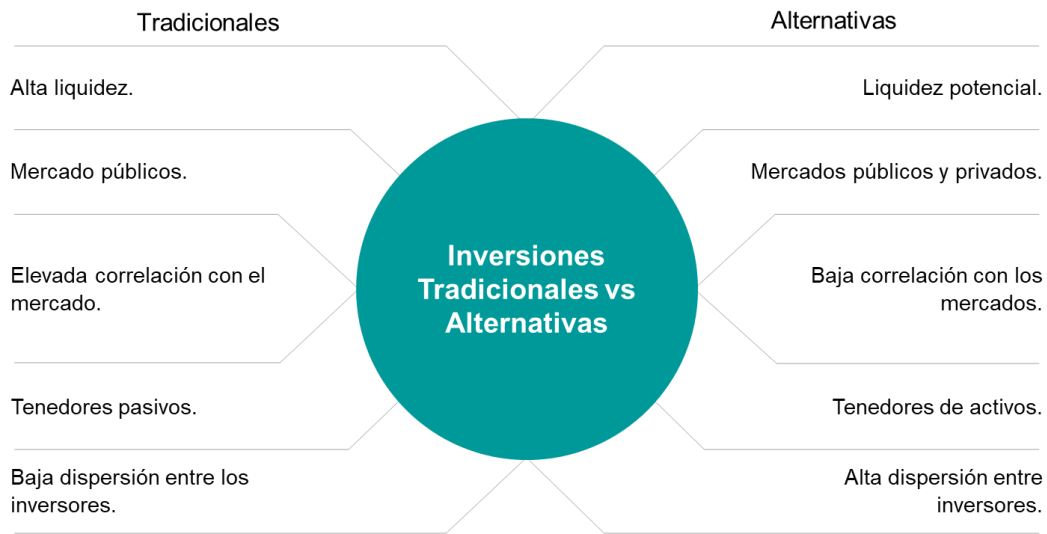 Tradicionales
Alternativas
Alta liquidez.
Liquidez potencial.
Mercado públicos.
Mercados públicos y privados.
Elevada correlación con el
mercado.
Inversiones
Tradicionales vs
Alternativas
Baja correlación con los
mercados.
Tenedores pasivos.
Tenedores de activos.
Baja dispersión entre los
inversores.
Alta dispersión entre
inversores.